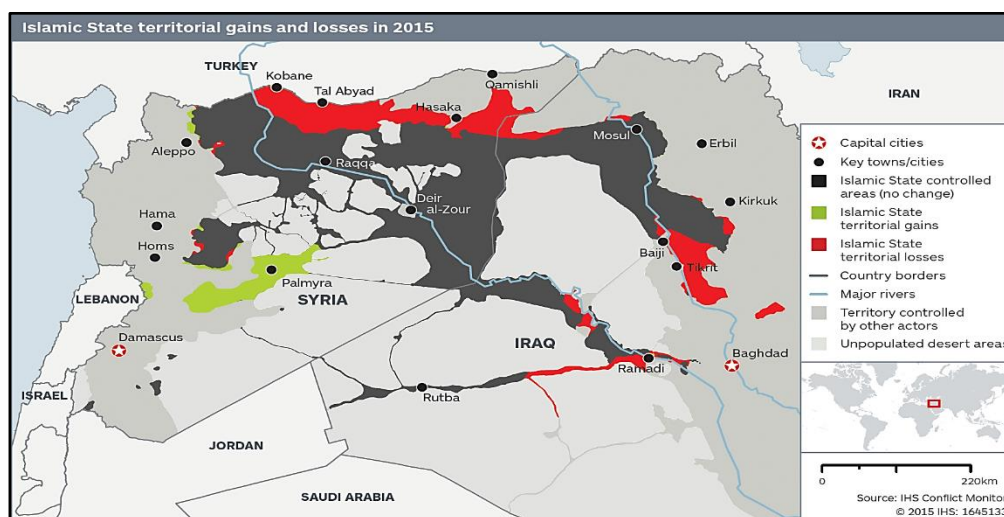 Islamic State territorial gains and losses in 2015
TURKEY
Kobane
Tal Abyad
Qamishli
Hasaka
IRAN
Mosul
Erbil
Aleppo
Raqqa
Deir
al-Zour
Kirkuk
Hama
Homs
Baiji
Tikrit
Palmyra
LEBANON
SYRIA
Damascus
IRAQ
Baghdad
Ramadi
ISRAEL
Rutba
JORDAN
SAUDI ARABIA
Capital cities
Key towns/cities
Islamic State
controlled
areas (no change)
Islamic State
territorial gains
Islamic State
territorial losses
Country borders
Major rivers
Territory controlled
by other actors
Unpopulated desert areas
0
220km
Source: IHS Conflict Monitor
© 2015 IHS: 1645133